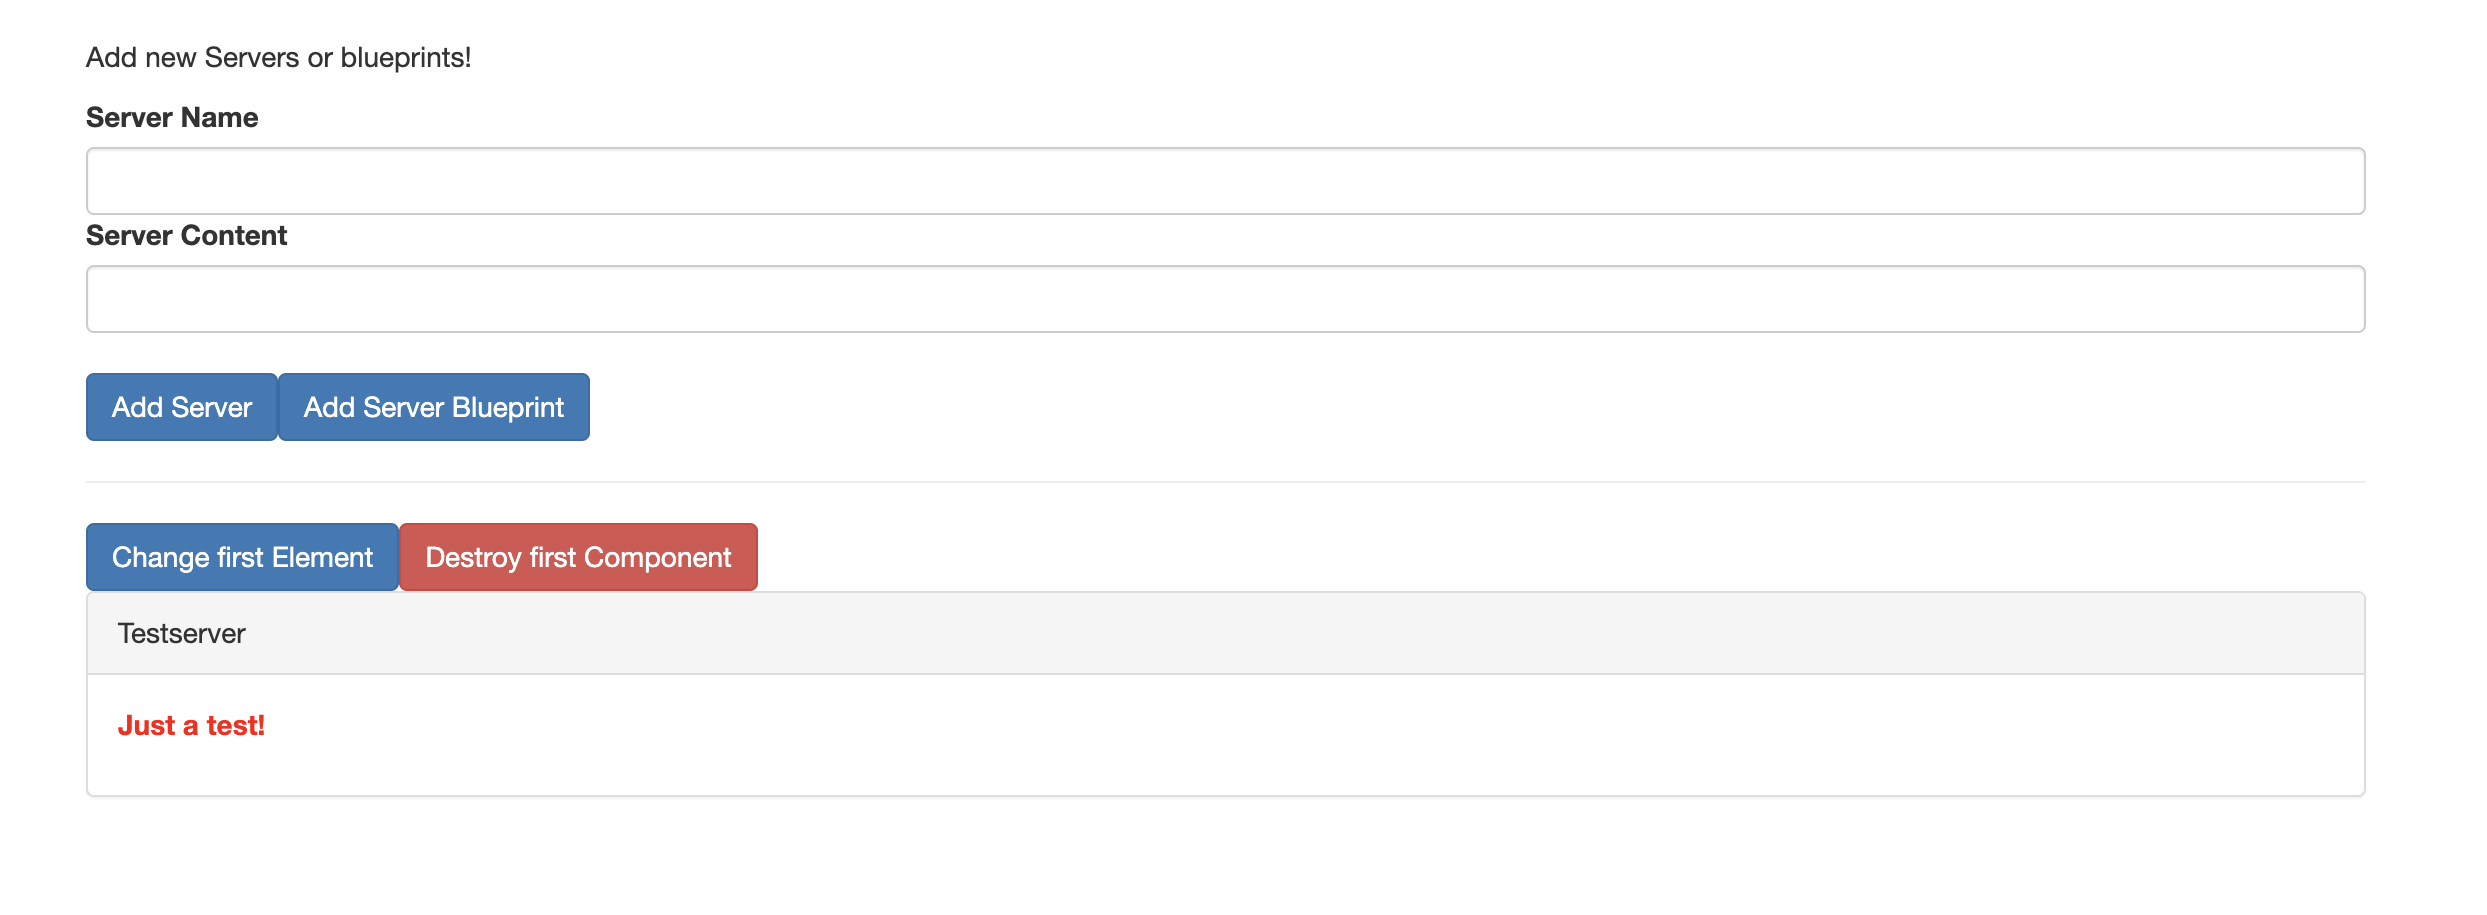 Add new Servers or blueprints!
Server Name
Server Content
Add Server Add Server Blueprint
Change first Element Destroy first Component
Testserver
Just a test!